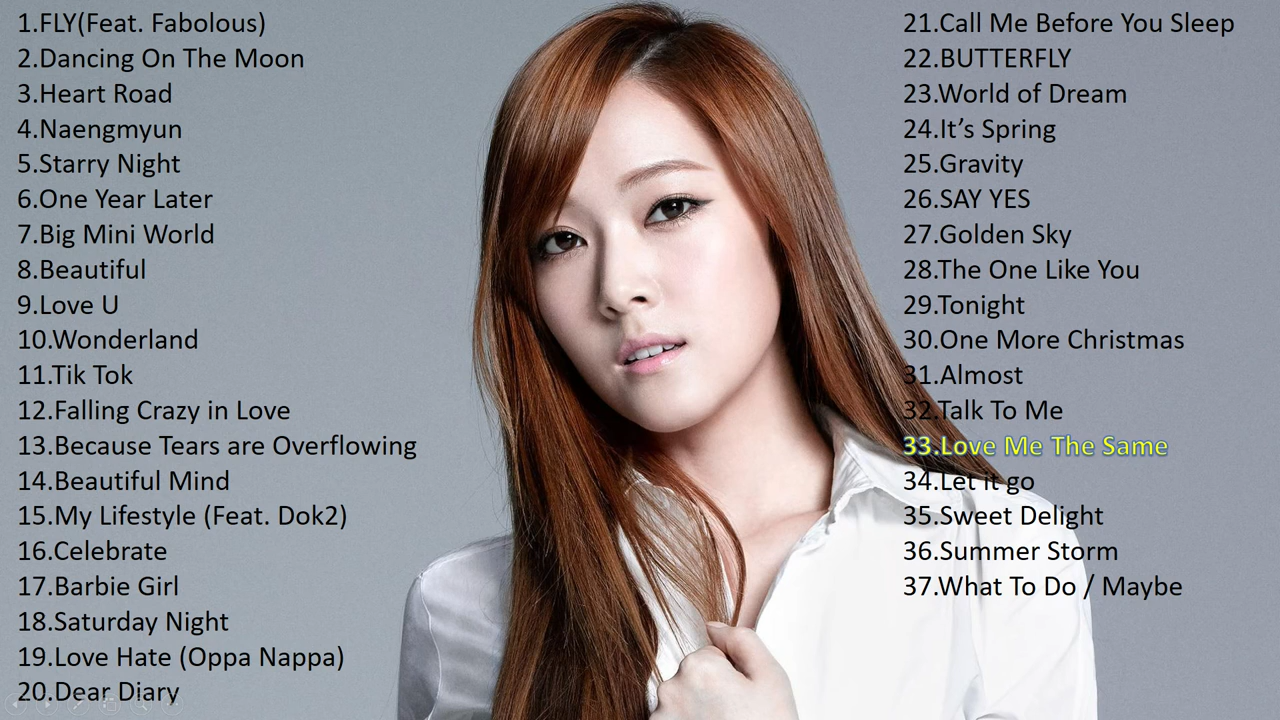 1.FLY(Feat. Fabolous)
2.Dancing On The Moon
3.Heart Road
4.Naengmyun
5.Starry Night
6.One Year Later
7.Big Mini World
8.Beautiful
9.Love U
10.Wonderland
11.Tik Tok
12.Falling Crazy in Love
13.Because Tears are Overflowing
14.Beautiful Mind
15.My Lifestyle (Feat. Dok2)
16.Celebrate
17.Barbie Girl
18.Saturday Night
19.Love Hate (Oppa Nappa)
20.Dear Diary
21.Call Me Before You Sleep
22.BUTTERFLY
23.World of Dream
24.It’s Spring
25.Gravity
26.SAY YES
27.Golden Sky
28.The One Like You
29.Tonight
30.One More Christmas
31.Almost
32.Talk To Me
33.Love Me The Same
34.Let it go
35.Sweet Delight
36.Summer Storm
37.What To Do / Maybe